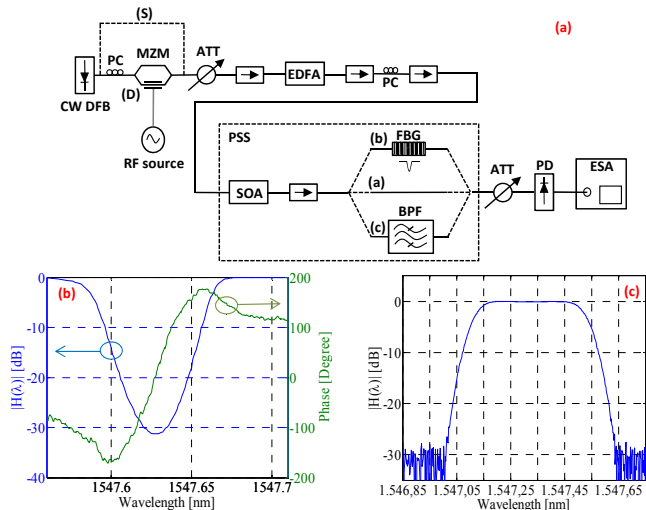 (S)
(a)
PC
MZM
ATT
EDFA
PC
(D)
CW DFB
RF source
PSS
(b)
FBG
SOA
(a)
(c)
BPF
ATT
PD
ESA
(b)
|H(λ)| [dB]
0
-10
-20
-30
-40
200
100
0
-100
-200
Phase [Degree]
1547.6
1547.65
1547.7
Wavelength [nm]
(c)
|H(λ)| [dB]
0
-10
-20
-30
1.546,85
1.547,05
1.547,25
1.547,45
1.547,65
Wavelength [nm]